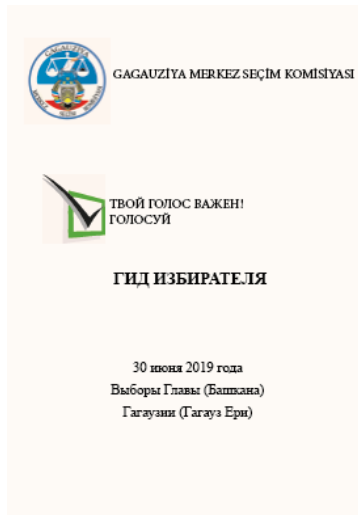 GAGAUZİYA MERKEZ SEÇİM KOMİSİYASI
ТВОЙ ГОЛОС ВАЖЕН!
ГОЛОСУЙ
ГИД ИЗБИРАТЕЛЯ
30 июня 2019 года
Выборы Главы (Башкана)
Гагаузии (Гагауз Ери)